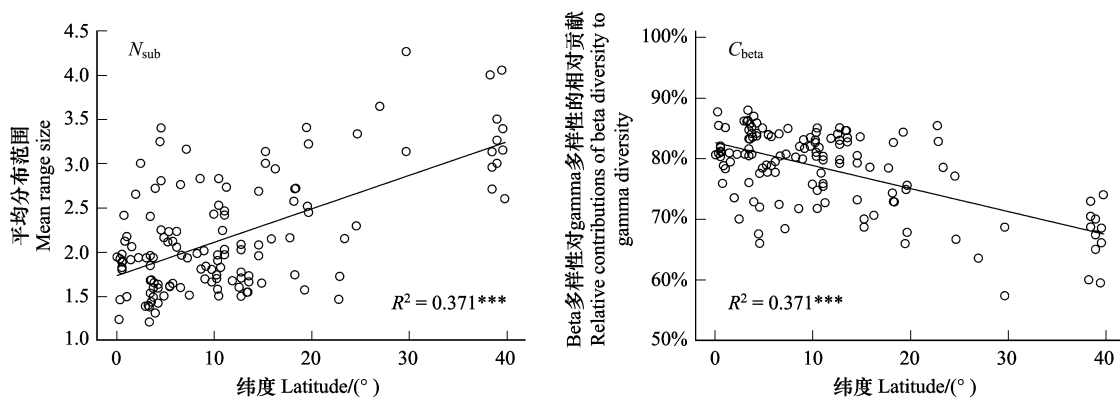 4.5
4.0
3.5
3.0
2.5
2.0
1.5
1.0
平均分布范围
Mean range size
N_sub
R² = 0.371***
0 10 20 30 40
纬度 Latitude/(° )
100%
90%
80%
70%
60%
50%
Beta多样性对gamma多样性的相对贡献
Relative contributions of beta diversity to
gamma diversity
C_beta
R² = 0.371***
0 10 20 30 40
纬度 Latitude/(° )